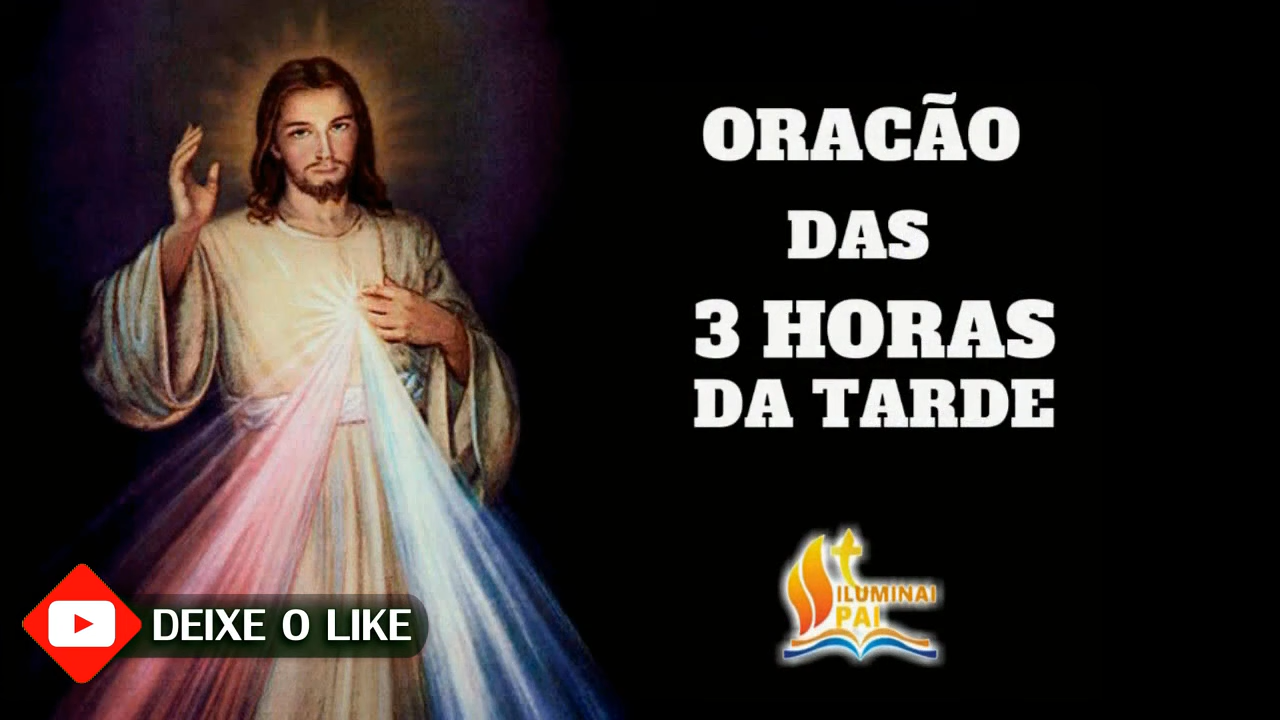 ORACÃO
DAS
3 HORAS
DA TARDE
ILUMINAI
PAI
DEIXE O LIKE